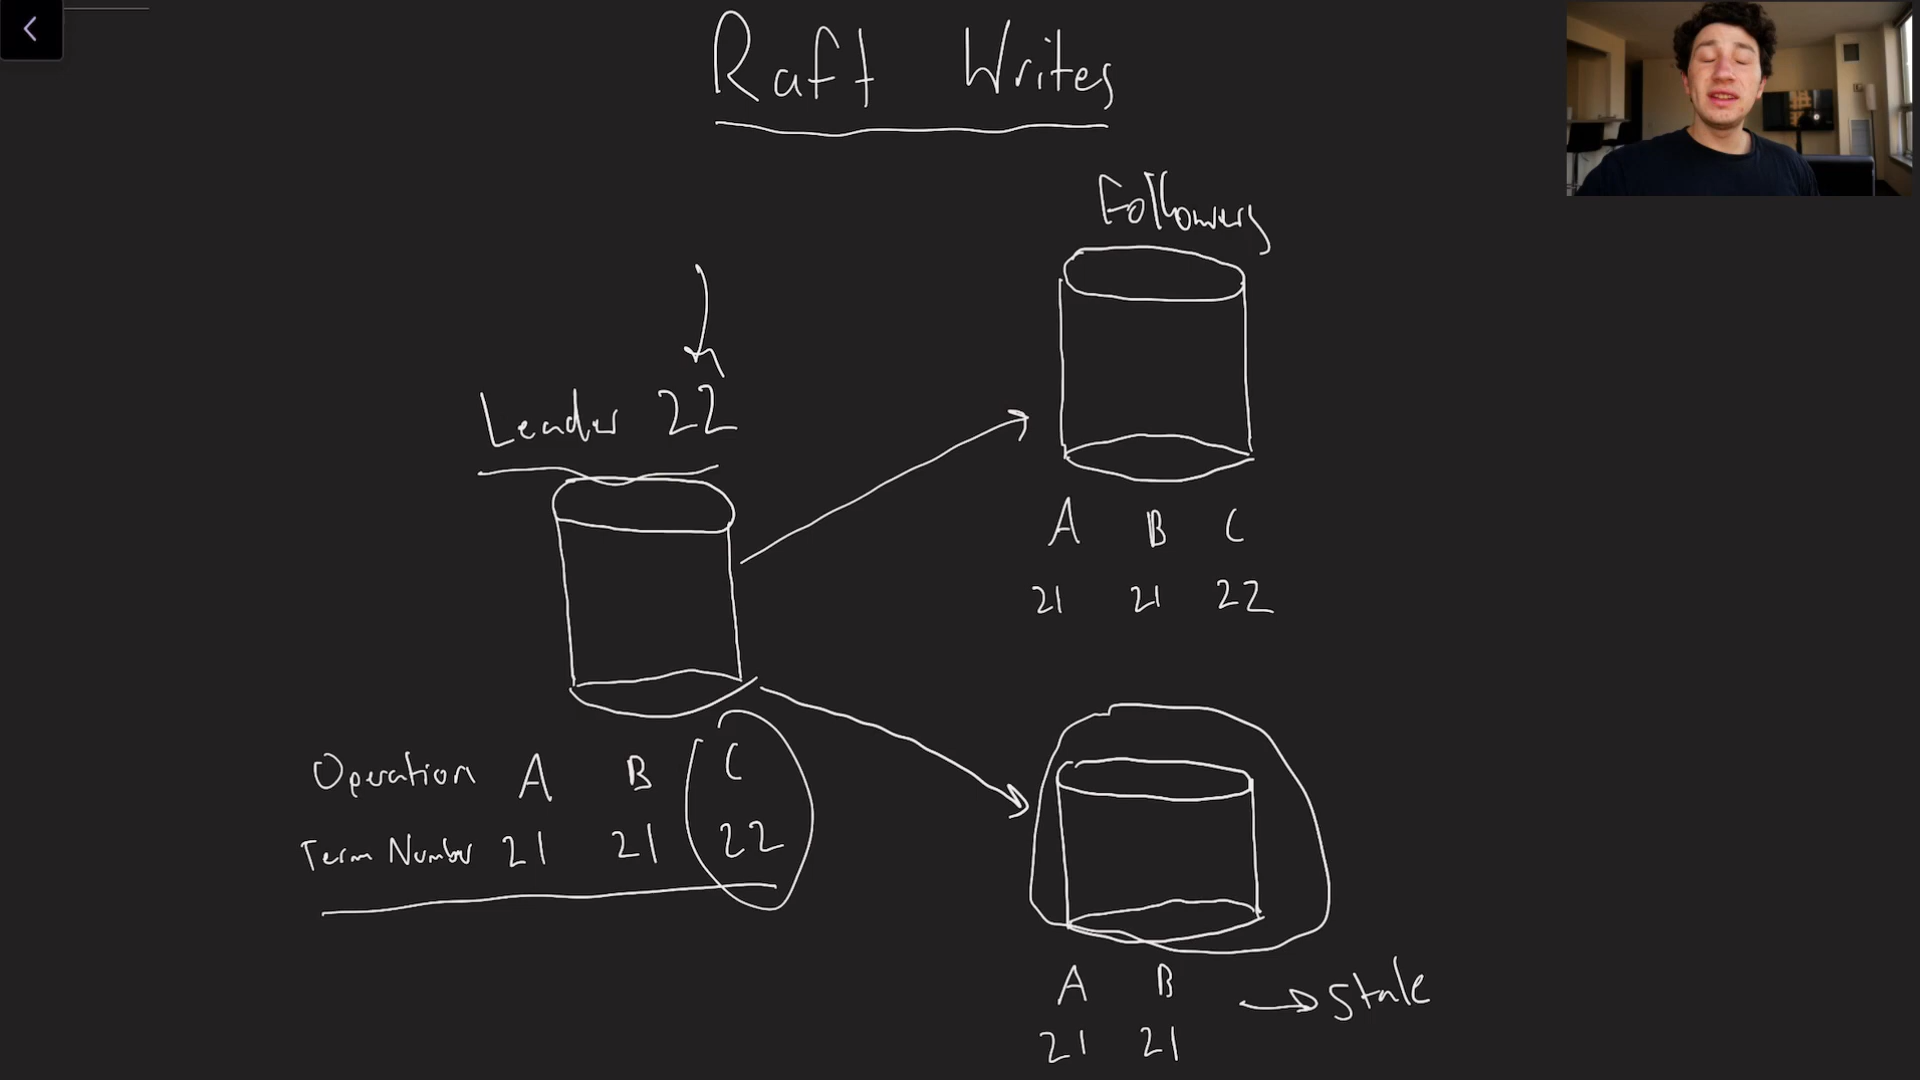 Raft Writes
Followers
Leader 22
A B C
21 21 22
Operation A B C
Term Number 21 21 22
A B → Stale
21 21